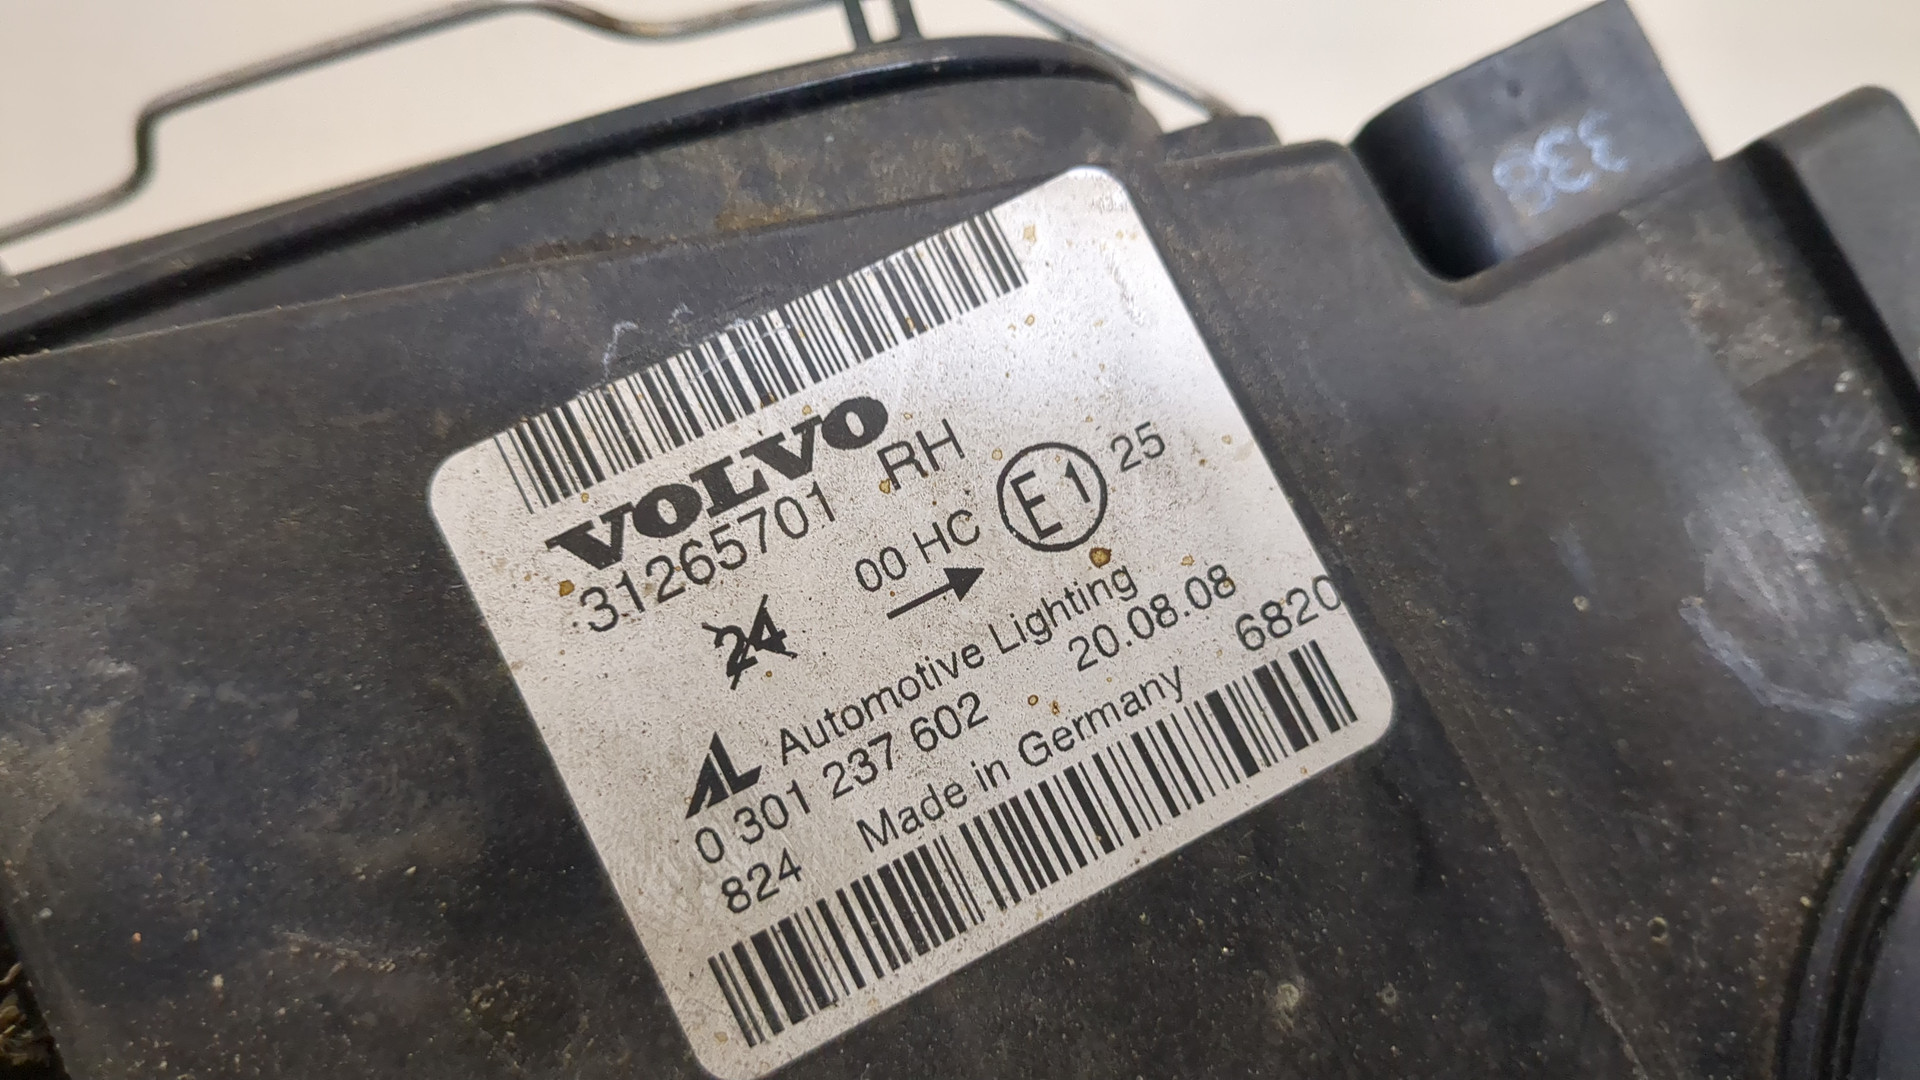 338
VOLVO
31265701 RH
00 HC E1 25
24
AL Automotive Lighting
0 301 237 602 20.08.08
824 Made in Germany 6820